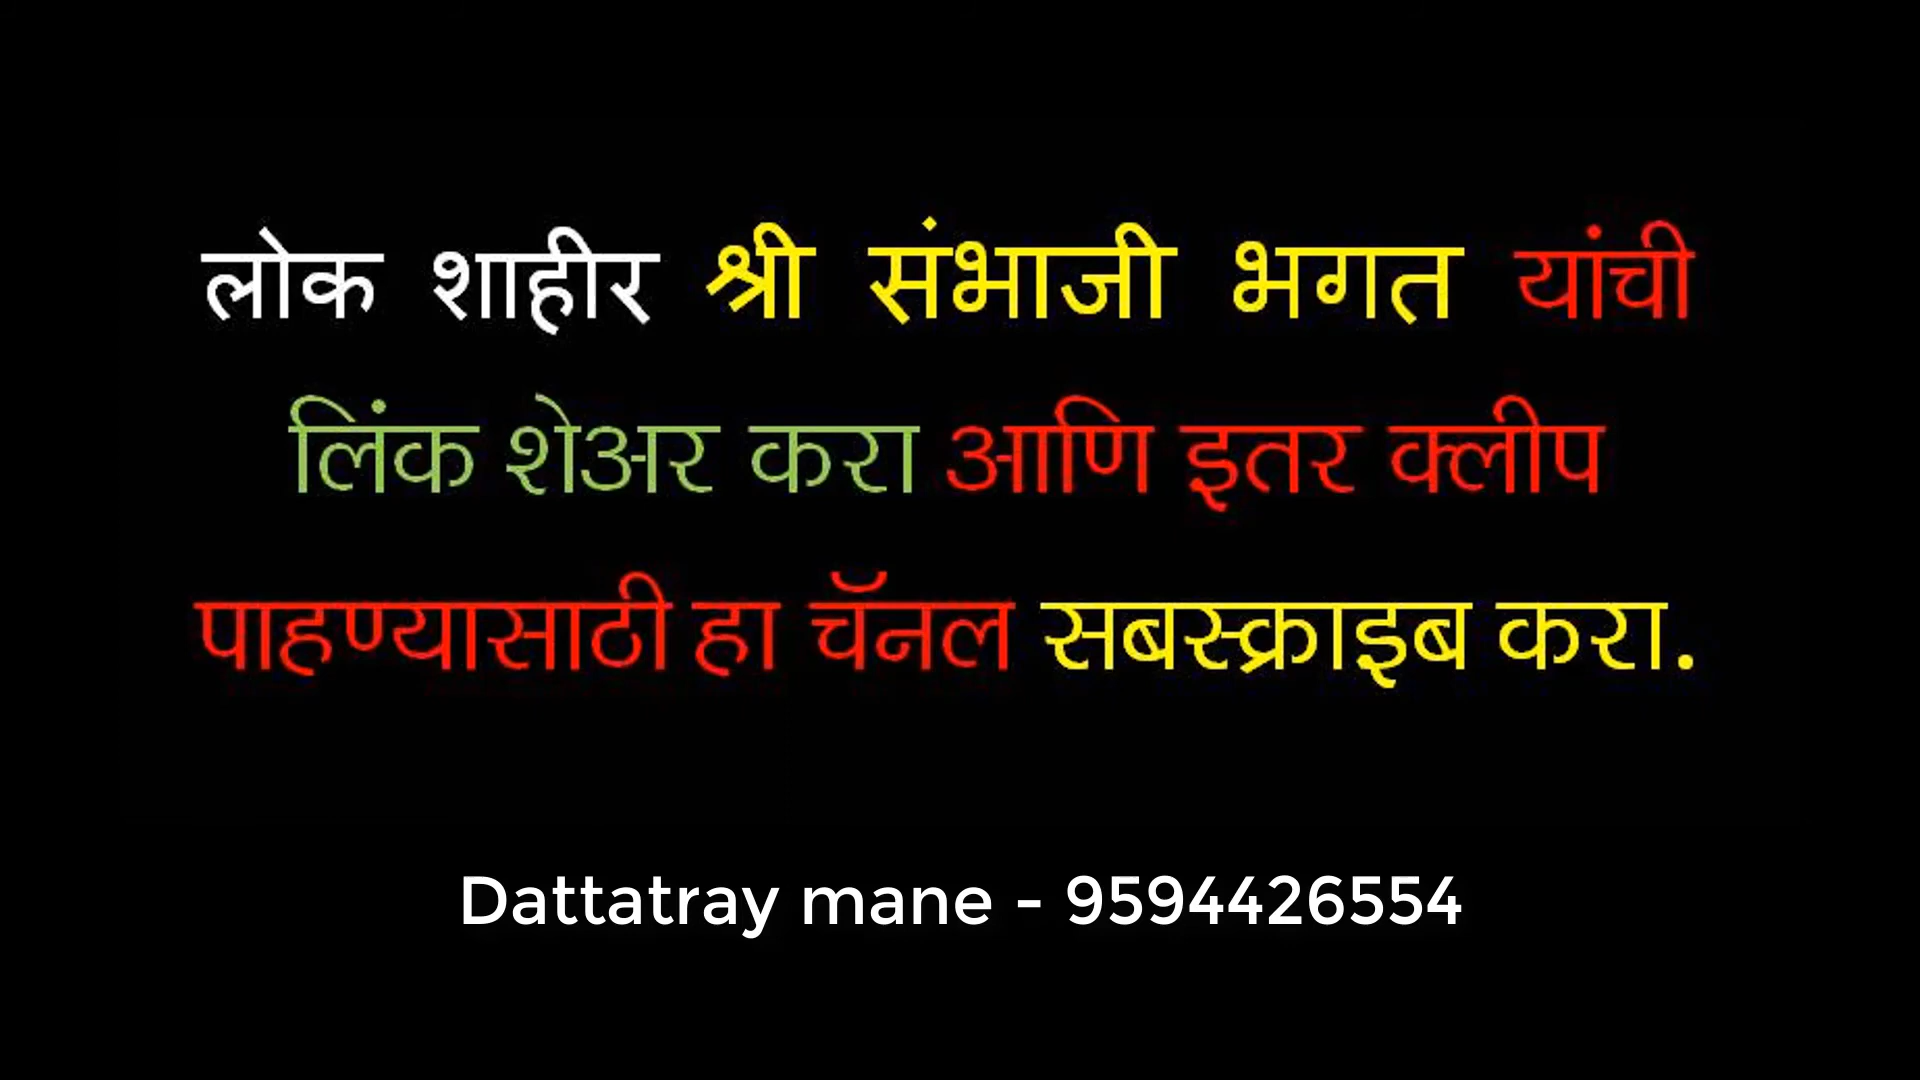 लोक शाहीर श्री संभाजी भगत यांची
लिंक शेअर करा आणि इतर क्लीप
पाहण्यासाठी हा चॅनल सबस्क्राइब करा.
Dattatray mane - 9594426554